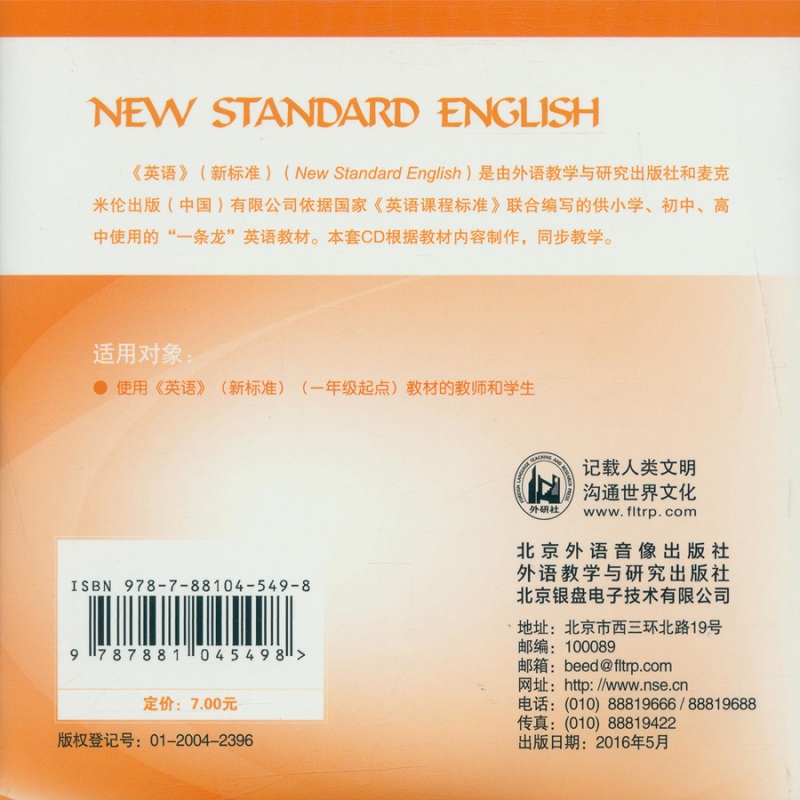 NEW STANDARD ENGLISH
《英语》（新标准）（New Standard English）是由外语教学与研究出版社和麦克
米伦出版（中国）有限公司依据国家《英语课程标准》联合编写的供小学、初中、高
中使用的“一条龙”英语教材。本套CD根据教材内容制作，同步教学。
适用对象：
● 使用《英语》（新标准）（一年级起点）教材的教师和学生
FOREIGN LANGUAGE TEACHING AND RESEARCH PRESS
外研社
记载人类文明
沟通世界文化
www.fltrp.com
北京外语音像出版社
外语教学与研究出版社
北京银盘电子技术有限公司
地址：北京市西三环北路19号
邮编：100089
邮箱：beed@fltrp.com
网址：http: //www.nse.cn
电话：(010) 88819666 / 88819688
传真：(010) 88819422
出版日期：2016年5月
ISBN 978-7-88104-549-8
9 787881 045498 >
定价：7.00元
版权登记号：01-2004-2396